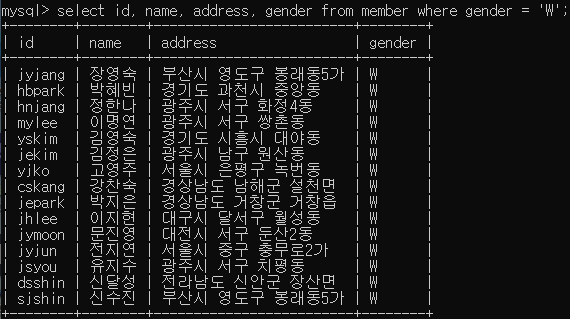 mysql> select id, name, address, gender from member where gender = 'W';
| id | name | address | gender |
| jyjang | 장영숙 | 부산시 영도구 봉래동5가 | W |
| hbpark | 박혜빈 | 경기도 과천시 중앙동 | W |
| hnjang | 정한나 | 광주시 서구 화정4동 | W |
| mylee | 이명연 | 광주시 서구 쌍촌동 | W |
| yskim | 김영숙 | 경기도 시흥시 대야동 | W |
| jekim | 김정은 | 광주시 남구 원산동 | W |
| yjko | 고영주 | 서울시 은평구 녹번동 | W |
| cskang | 강찬숙 | 경상남도 남해군 설천면 | W |
| jepark | 박지은 | 경상남도 거창군 거창읍 | W |
| jhlee | 이지현 | 대구시 달서구 월성동 | W |
| jymoon | 문진영 | 대전시 서구 둔산2동 | W |
| jyjun | 전지연 | 서울시 중구 충무로2가 | W |
| jsyou | 유지수 | 광주시 서구 치평동 | W |
| dsshin | 신달성 | 전라남도 신안군 장산면 | W |
| sjshin | 신수진 | 부산시 영도구 봉래동5가 | W |